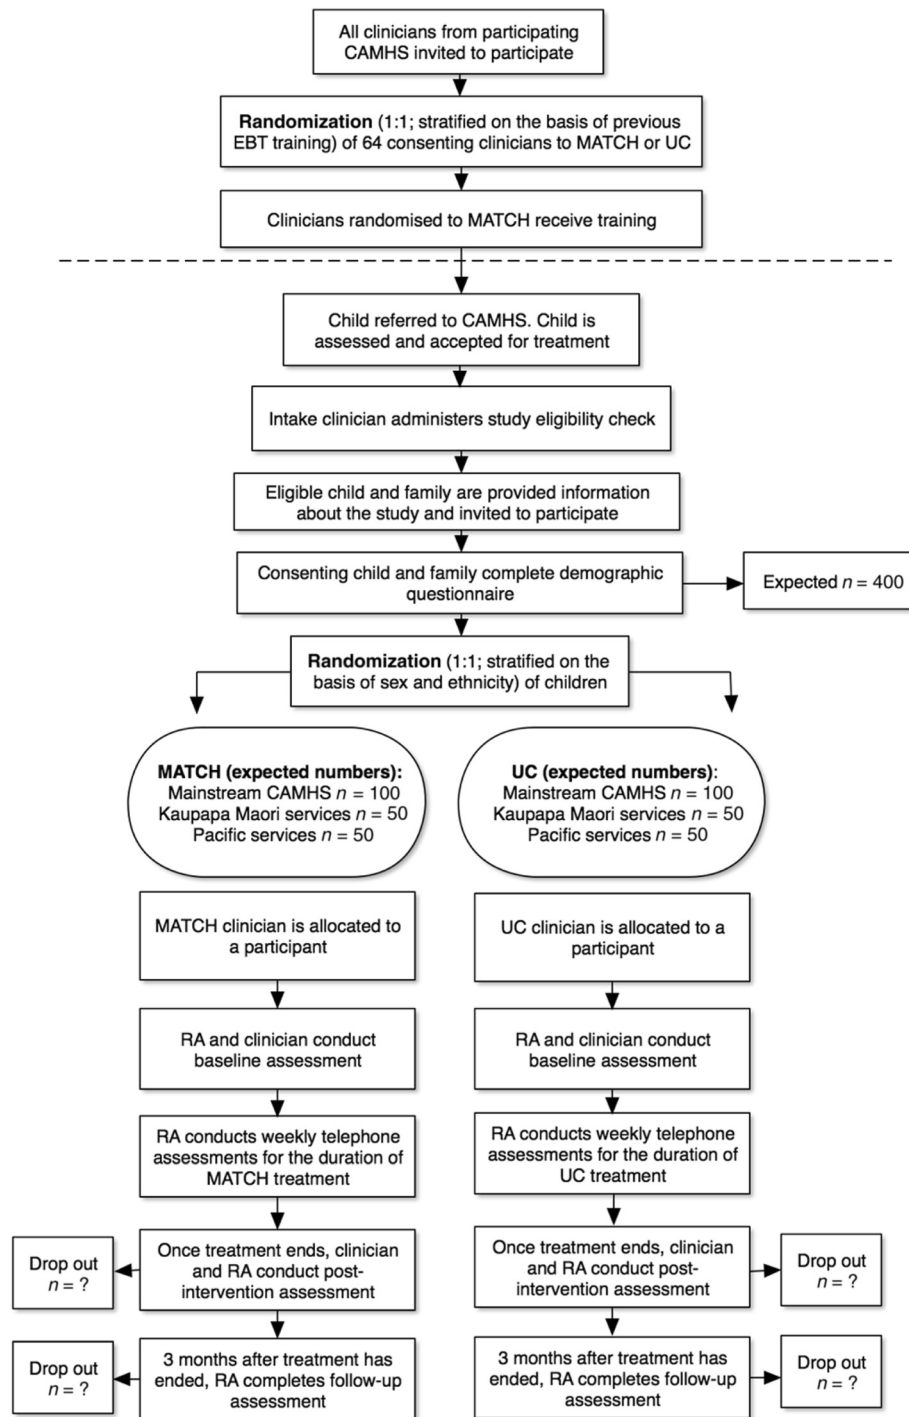 All clinicians from participating
CAMHS invited to participate
Randomization (1:1; stratified on the basis of previous
EBT training) of 64 consenting clinicians to MATCH or UC
Clinicians randomised to MATCH receive training
Child referred to CAMHS. Child is
assessed and accepted for treatment
Intake clinician administers study eligibility check
Eligible child and family are provided information
about the study and invited to participate
Consenting child and family complete demographic
questionnaire
Expected n = 400
Randomization (1:1; stratified on the
basis of sex and ethnicity) of children
MATCH (expected numbers):
Mainstream CAMHS n = 100
Kaupapa Maori services n = 50
Pacific services n = 50
UC (expected numbers):
Mainstream CAMHS n = 100
Kaupapa Maori services n = 50
Pacific services n = 50
MATCH clinician is allocated to
a participant
UC clinician is allocated to a
participant
RA and clinician conduct
baseline assessment
RA and clinician conduct
baseline assessment
RA conducts weekly telephone
assessments for the duration of
MATCH treatment
RA conducts weekly telephone
assessments for the duration of
UC treatment
Drop out
n = ?
Once treatment ends, clinician
and RA conduct post-
intervention assessment
Once treatment ends, clinician
and RA conduct post-
intervention assessment
Drop out
n = ?
Drop out
n = ?
3 months after treatment has
ended, RA completes follow-up
assessment
3 months after treatment has
ended, RA completes follow-up
assessment
Drop out
n = ?